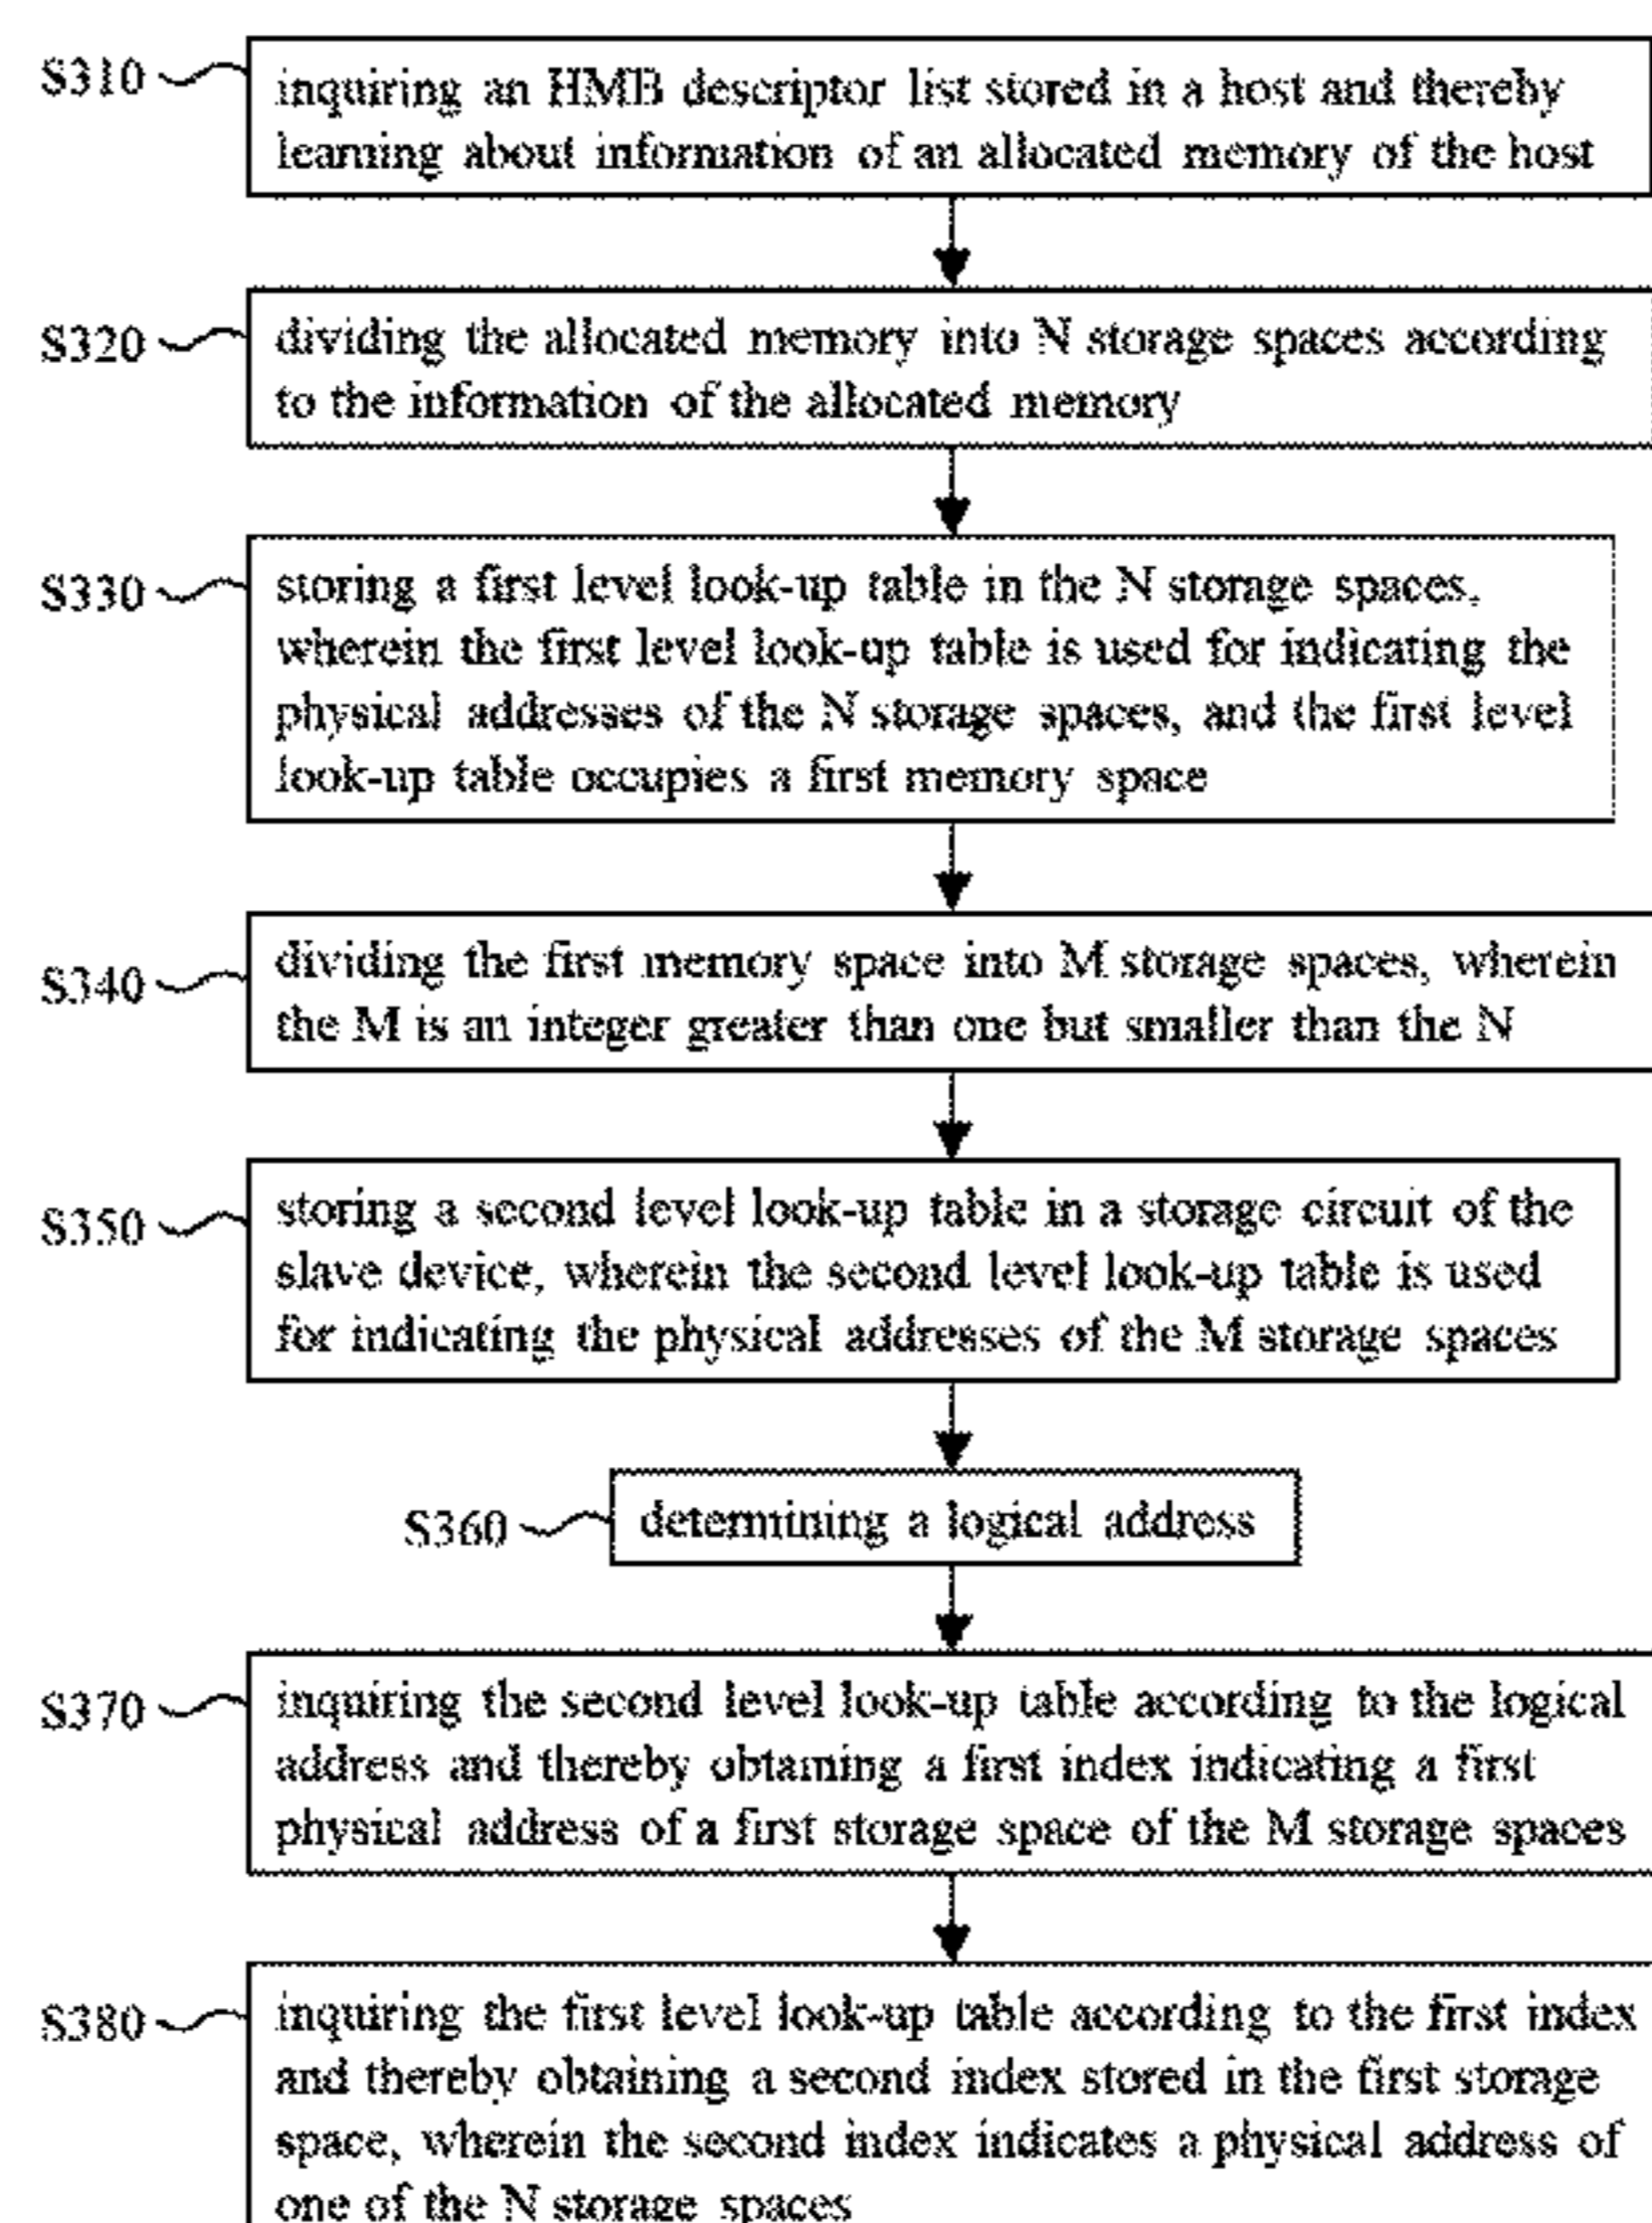 S310
inquiring an HMB descriptor list stored in a host and thereby
learning about information of an allocated memory of the host
S320
dividing the allocated memory into N storage spaces according
to the information of the allocated memory
S330
storing a first level look-up table in the N storage spaces,
wherein the first level look-up table is used for indicating the
physical addresses of the N storage spaces, and the first level
look-up table occupies a first memory space
S340
dividing the first memory space into M storage spaces, wherein
the M is an integer greater than one but smaller than the N
S350
storing a second level look-up table in a storage circuit of the
slave device, wherein the second level look-up table is used
for indicating the physical addresses of the M storage spaces
S360
determining a logical address
S370
inquiring the second level look-up table according to the logical
address and thereby obtaining a first index indicating a first
physical address of a first storage space of the M storage spaces
S380
inquiring the first level look-up table according to the first index
and thereby obtaining a second index stored in the first storage
space, wherein the second index indicates a physical address of
one of the N storage spaces